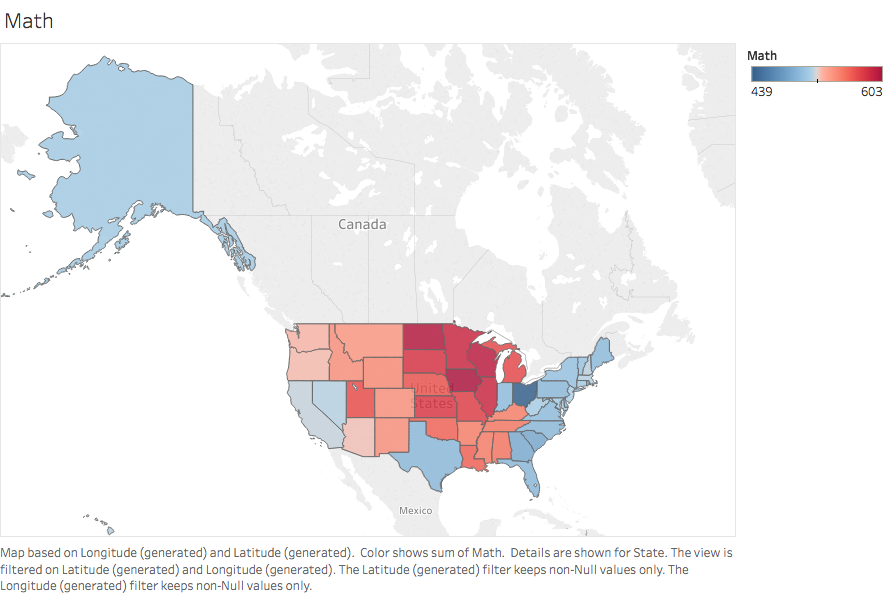 Math
Math
439 603
Canada
United
States
Mexico
Map based on Longitude (generated) and Latitude (generated).  Color shows sum of Math.  Details are shown for State. The view is
filtered on Latitude (generated) and Longitude (generated). The Latitude (generated) filter keeps non-Null values only. The
Longitude (generated) filter keeps non-Null values only.